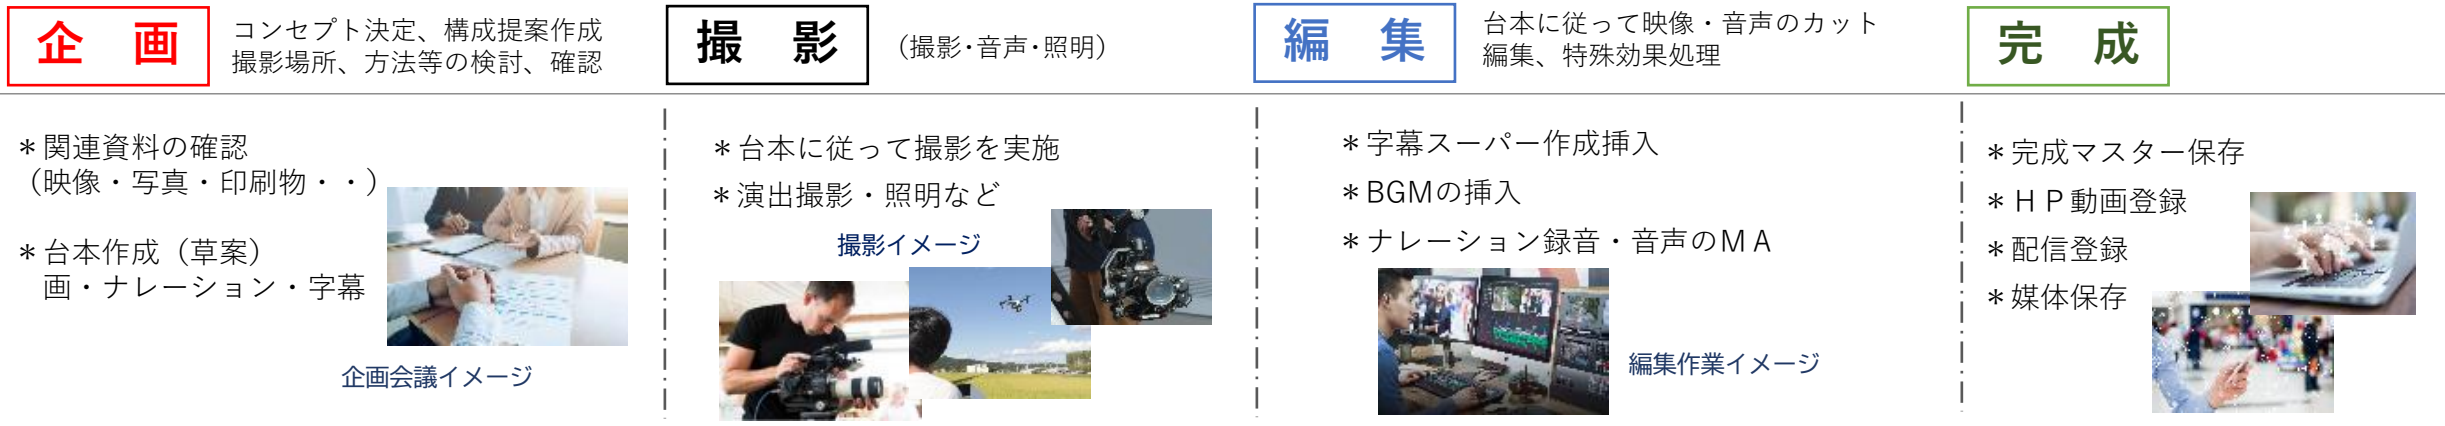 企　画
コンセプト決定、構成提案作成
撮影場所、方法等の検討、確認
＊関連資料の確認
（映像・写真・印刷物・・）
＊台本作成（草案）
画・ナレーション・字幕
企画会議イメージ
撮　影
（撮影・音声・照明）
＊台本に従って撮影を実施
＊演出撮影・照明など
撮影イメージ
編　集
台本に従って映像・音声のカット
編集、特殊効果処理
＊字幕スーパー作成挿入
＊BGMの挿入
＊ナレーション録音・音声のＭＡ
編集作業イメージ
完　成
＊完成マスター保存
＊ＨＰ動画登録
＊配信登録
＊媒体保存